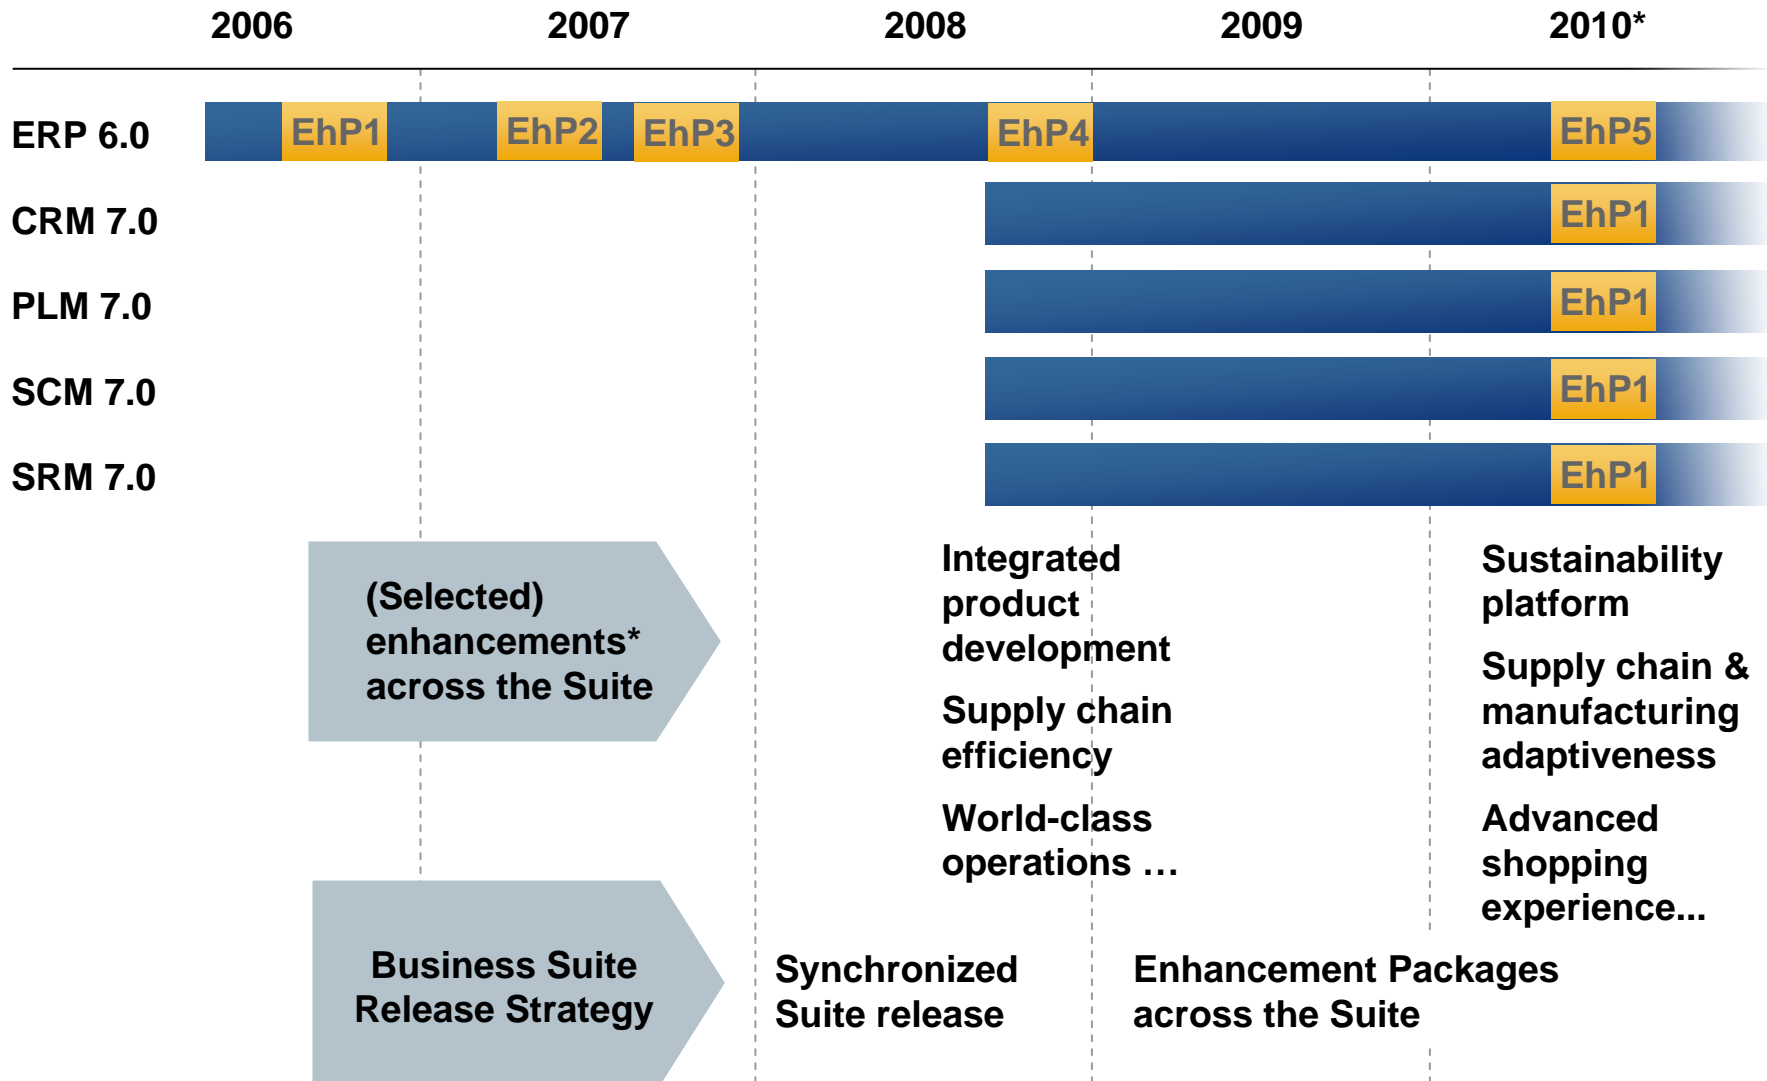 2006 2007 2008 2009 2010*
ERP 6.0 EhP1 EhP2 EhP3 EhP4 EhP5
CRM 7.0 EhP1
PLM 7.0 EhP1
SCM 7.0 EhP1
SRM 7.0 EhP1
(Selected)
enhancements*
across the Suite
Integrated
product
development
Supply chain
efficiency
World-class
operations …
Sustainability
platform
Supply chain &
manufacturing
adaptiveness
Advanced
shopping
experience...
Business Suite
Release Strategy
Synchronized
Suite release
Enhancement Packages
across the Suite